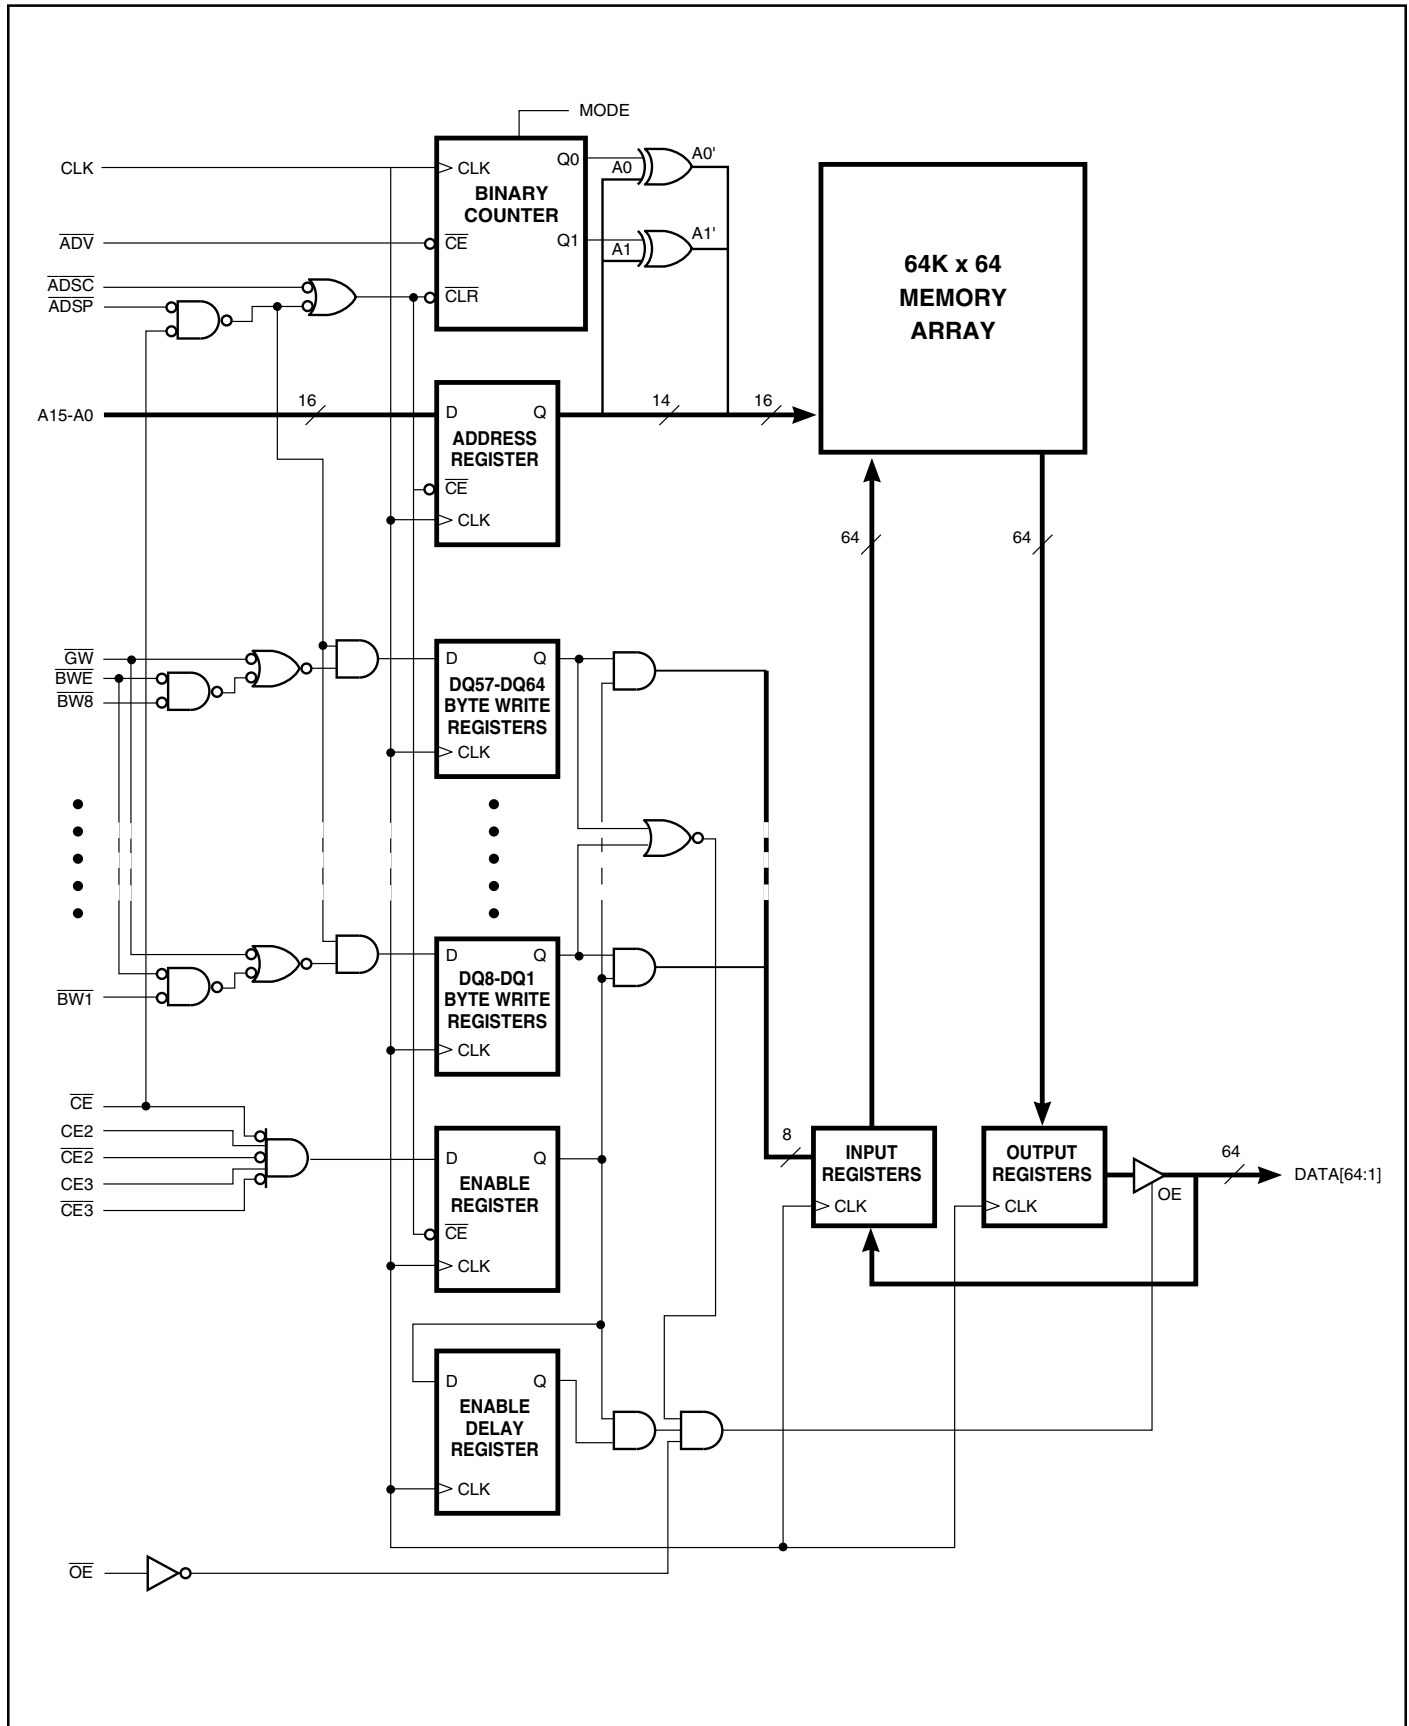 MODE
CLK
CLK
Q0
A0
A0'
BINARY
COUNTER
ADV
CE
Q1
A1
A1'
ADSC
ADSP
CLR
64K x 64
MEMORY
ARRAY
A15-A0
16
D
Q
14
16
ADDRESS
REGISTER
CE
CLK
64
64
GW
BWE
BW8
D
Q
DQ57-DQ64
BYTE WRITE
REGISTERS
CLK
BW1
D
Q
DQ8-DQ1
BYTE WRITE
REGISTERS
CLK
CE
CE2
CE2
CE3
CE3
D
Q
ENABLE
REGISTER
CE
CLK
8
INPUT
REGISTERS
CLK
OUTPUT
REGISTERS
CLK
OE
64
DATA[64:1]
D
Q
ENABLE
DELAY
REGISTER
CLK
OE